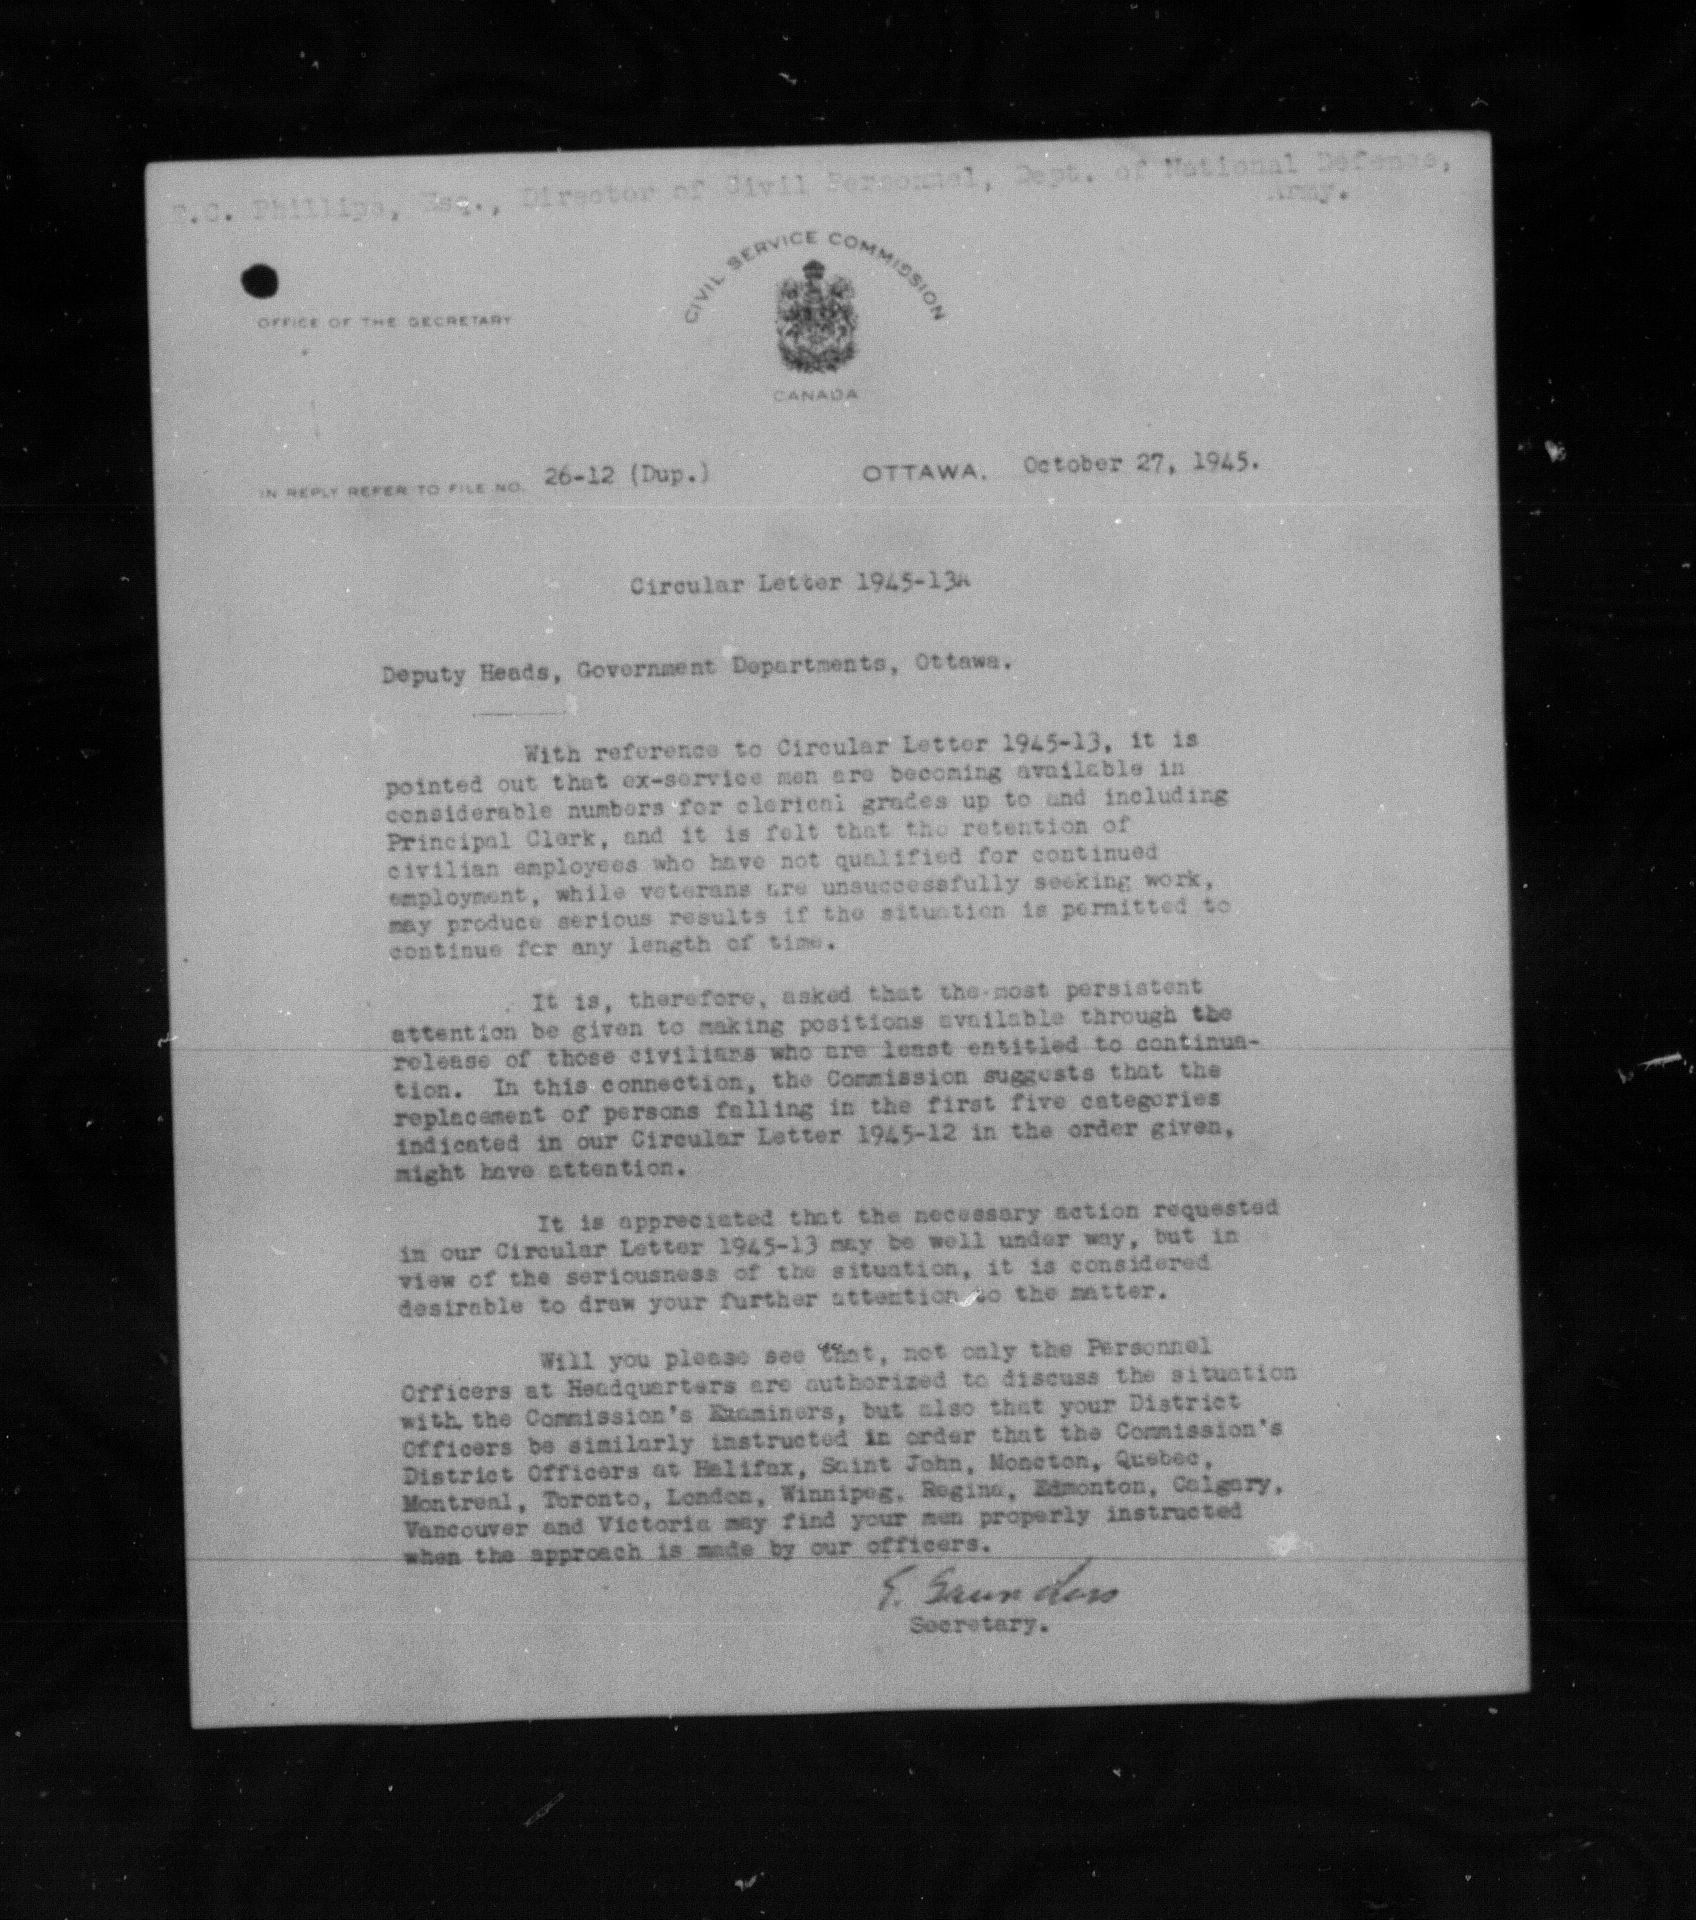 E.C. Phillips, Esq., Director of Civil Personnel, Dept. of National Defense,
Army.
CIVIL SERVICE COMMISSION
OFFICE OF THE SECRETARY
CANADA
IN REPLY REFER TO FILE NO. 26-12 (Dup.) OTTAWA. October 27, 1945.
Circular Letter 1945-13A
Deputy Heads, Government Departments, Ottawa.
With reference to Circular Letter 1945-13, it is
pointed out that ex-service men are becoming available in
considerable numbers for clerical grades up to and including
Principal Clerk, and it is felt that the retention of
civilian employees who have not qualified for continued
employment, while veterans are unsuccessfully seeking work,
may produce serious results if the situation is permitted to
continue for any length of time.
It is, therefore, asked that the most persistent
attention be given to making positions available through the
release of those civilians who are least entitled to continua-
tion. In this connection, the Commission suggests that the
replacement of persons falling in the first five categories
indicated in our Circular Letter 1945-12 in the order given,
might have attention.
It is appreciated that the necessary action requested
in our Circular Letter 1945-13 may be well under way, but in
view of the seriousness of the situation, it is considered
desirable to draw your further attention to the matter.
Will you please see that, not only the Personnel
Officers at Headquarters are authorized to discuss the situation
with the Commission's Examiners, but also that your District
Officers be similarly instructed in order that the Commission's
District Officers at Halifax, Saint John, Moncton, Quebec,
Montreal, Toronto, London, Winnipeg, Regina, Edmonton, Calgary,
Vancouver and Victoria may find your men properly instructed
when the approach is made by our officers.
Secretary.